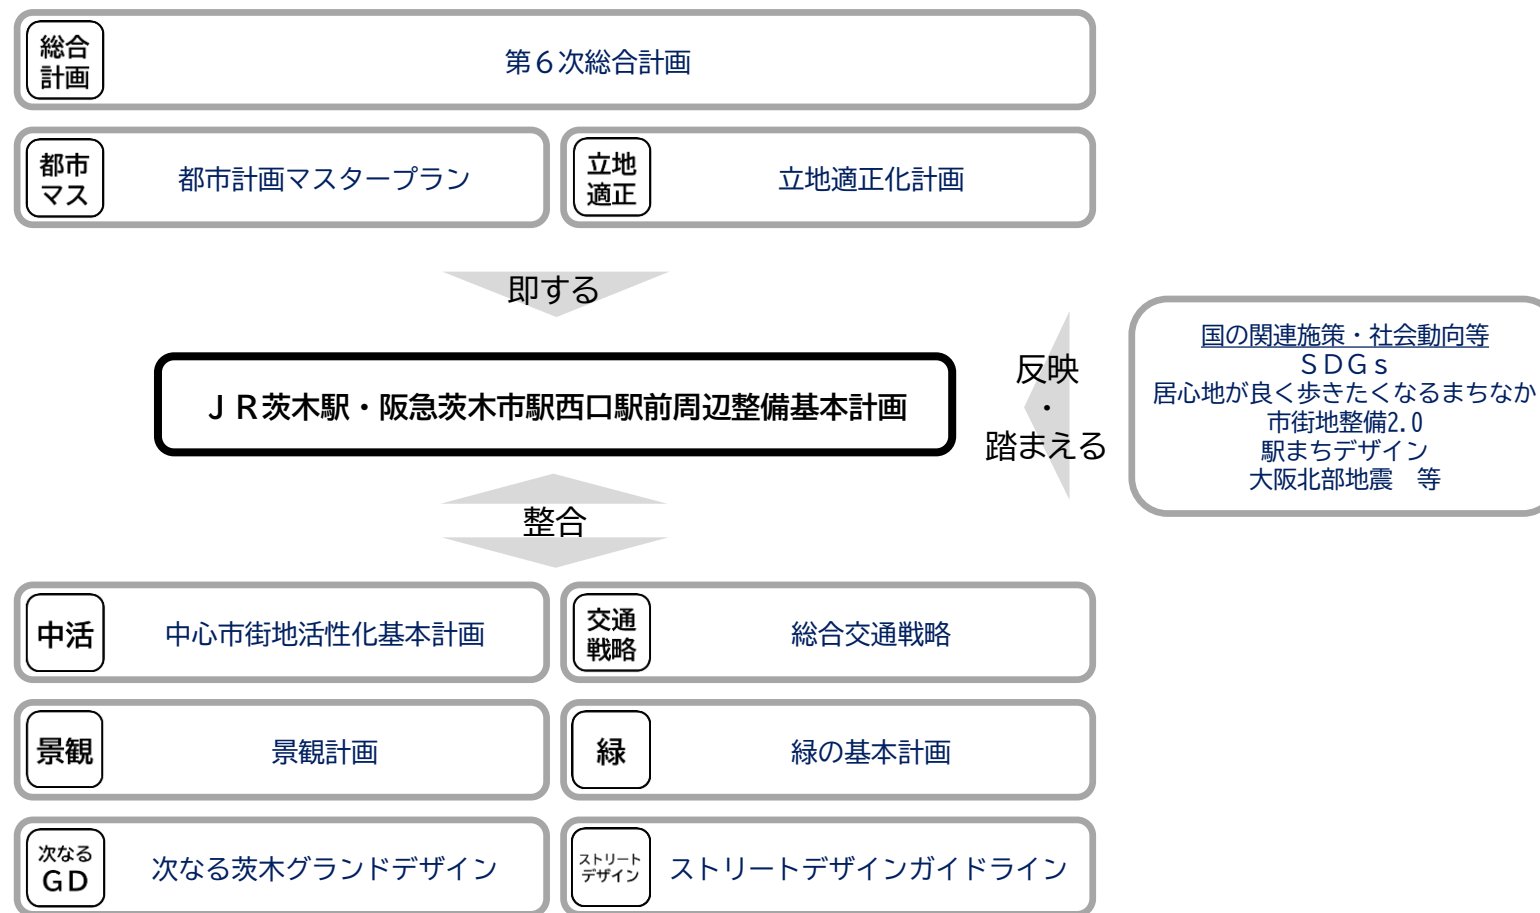 総合
計画
第６次総合計画
都市
マス
都市計画マスタープラン
立地
適正
立地適正化計画
即する
ＪＲ茨木駅・阪急茨木市駅西口駅前周辺整備基本計画
反映
・
踏まえる
国の関連施策・社会動向等
ＳＤＧｓ
居心地が良く歩きたくなるまちなか
市街地整備2.0
駅まちデザイン
大阪北部地震　等
整合
中活
中心市街地活性化基本計画
交通
戦略
総合交通戦略
景観
景観計画
緑
緑の基本計画
次なる
ＧＤ
次なる茨木グランドデザイン
ストリート
デザイン
ストリートデザインガイドライン